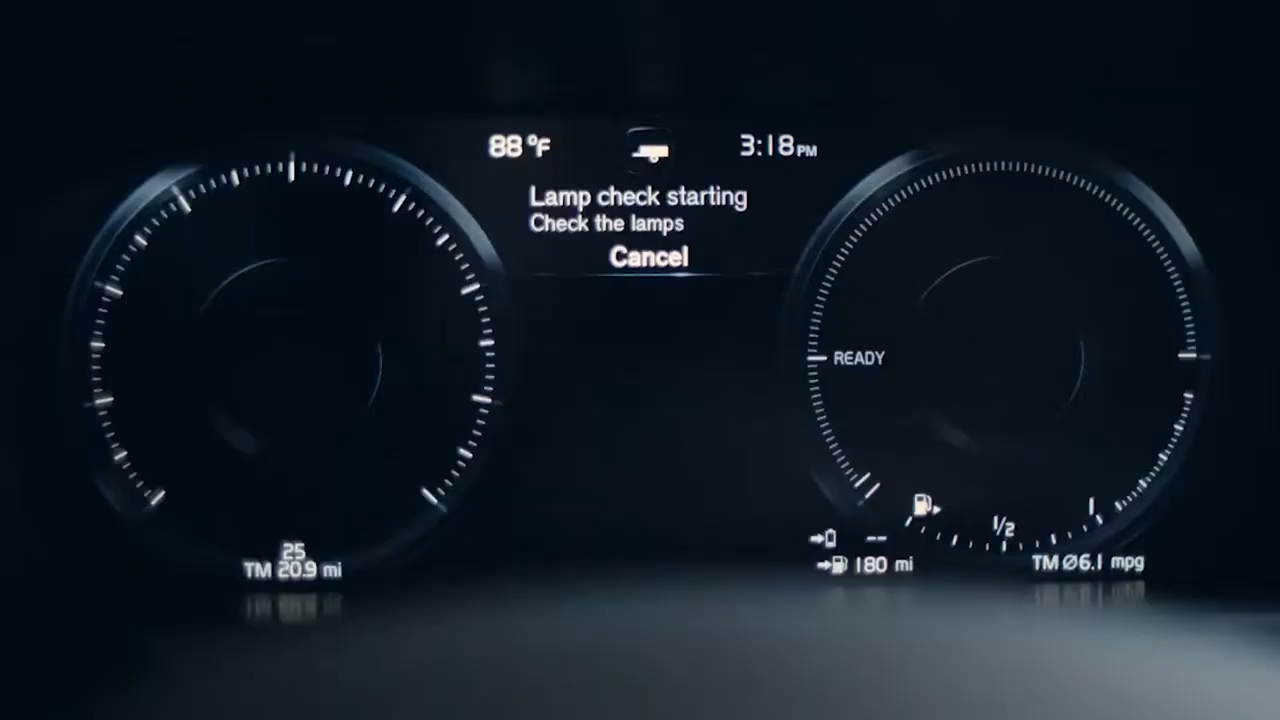 88 °F
3:18 PM
Lamp check starting
Check the lamps
Cancel
READY
1/2
1
25
TM 20.9 mi
--
180 mi
TM Ø6.1 mpg